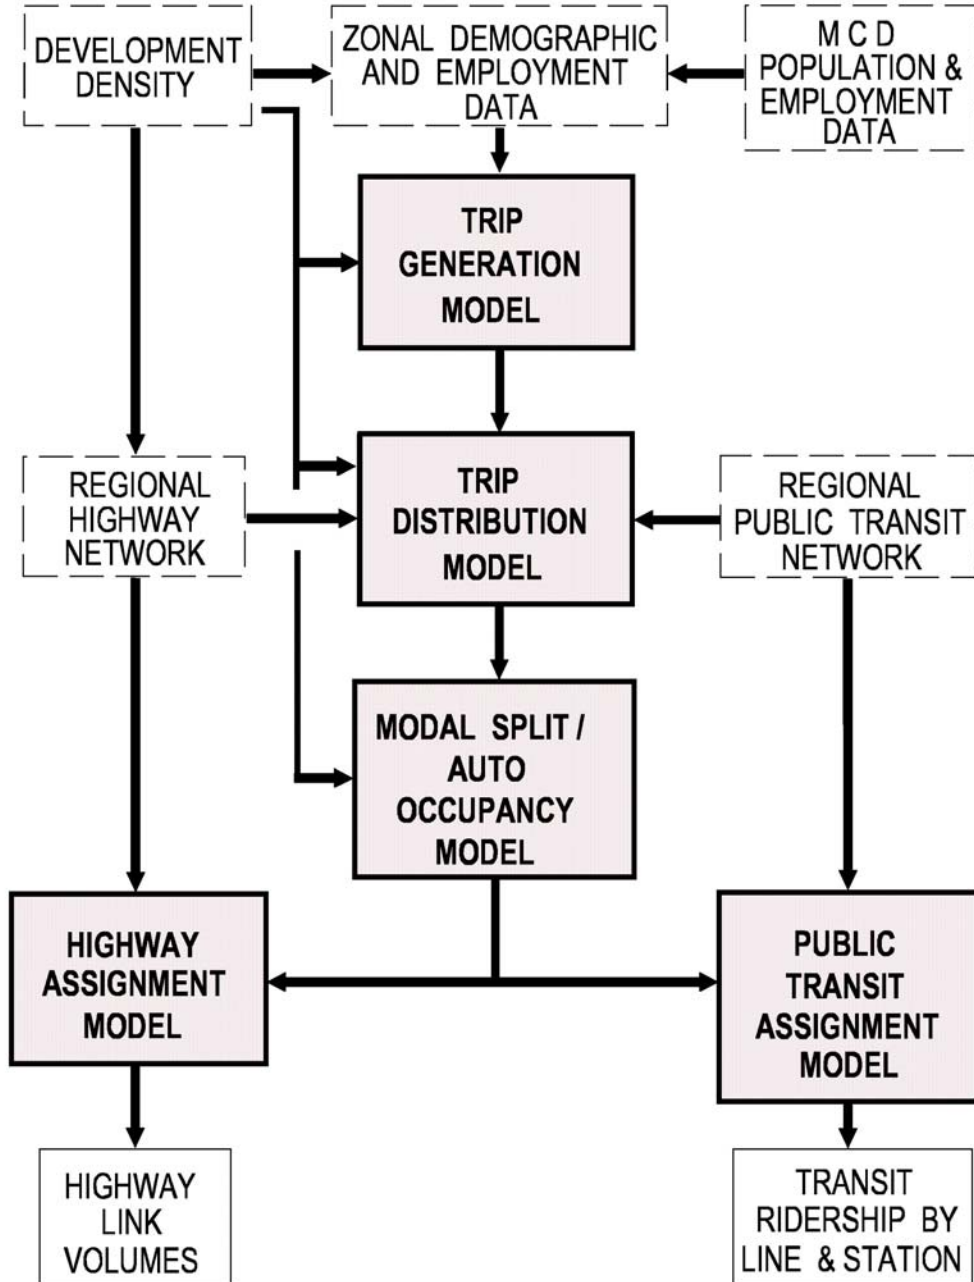 DEVELOPMENT
DENSITY
ZONAL DEMOGRAPHIC
AND EMPLOYMENT
DATA
M C D
POPULATION &
EMPLOYMENT
DATA
TRIP
GENERATION
MODEL
REGIONAL
HIGHWAY
NETWORK
TRIP
DISTRIBUTION
MODEL
REGIONAL
PUBLIC TRANSIT
NETWORK
MODAL SPLIT /
AUTO
OCCUPANCY
MODEL
HIGHWAY
ASSIGNMENT
MODEL
PUBLIC
TRANSIT
ASSIGNMENT
MODEL
HIGHWAY
LINK
VOLUMES
TRANSIT
RIDERSHIP BY
LINE & STATION